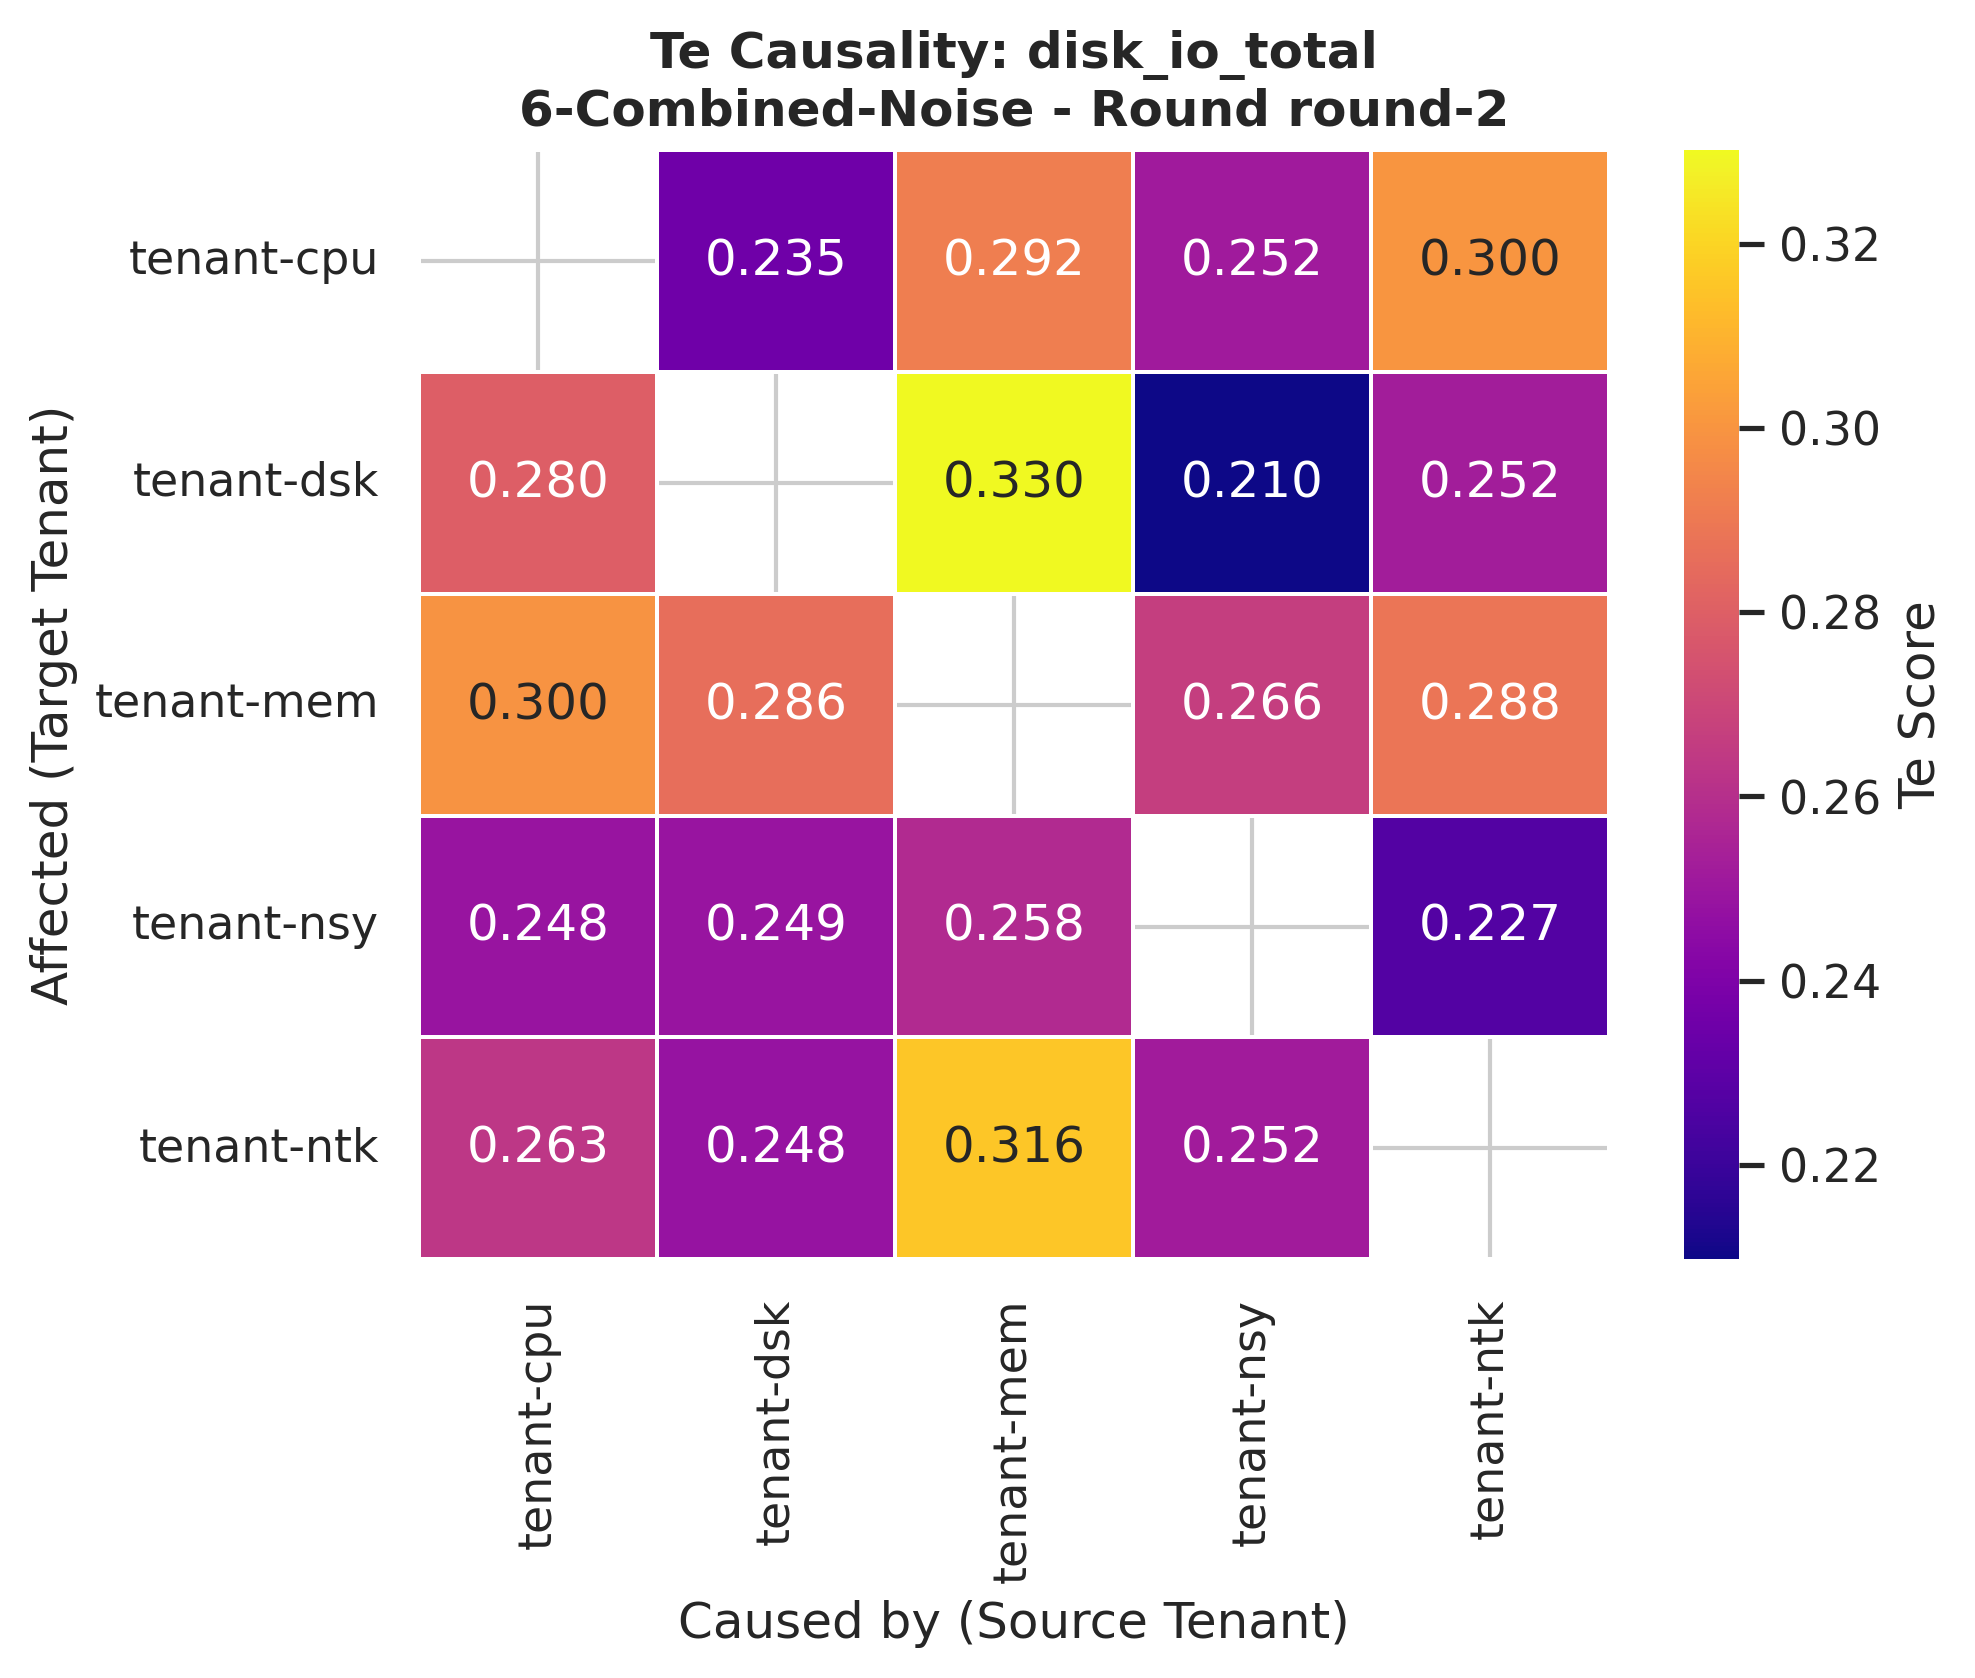 Te Causality: disk_io_total
6-Combined-Noise - Round round-2
Affected (Target Tenant)
tenant-cpu 0.235 0.292 0.252 0.300
tenant-dsk 0.280 0.330 0.210 0.252
tenant-mem 0.300 0.286 0.266 0.288
tenant-nsy 0.248 0.249 0.258 0.227
tenant-ntk 0.263 0.248 0.316 0.252
tenant-cpu
tenant-dsk
tenant-mem
tenant-nsy
tenant-ntk
Caused by (Source Tenant)
0.32
0.30
0.28
0.26
0.24
0.22
Te Score